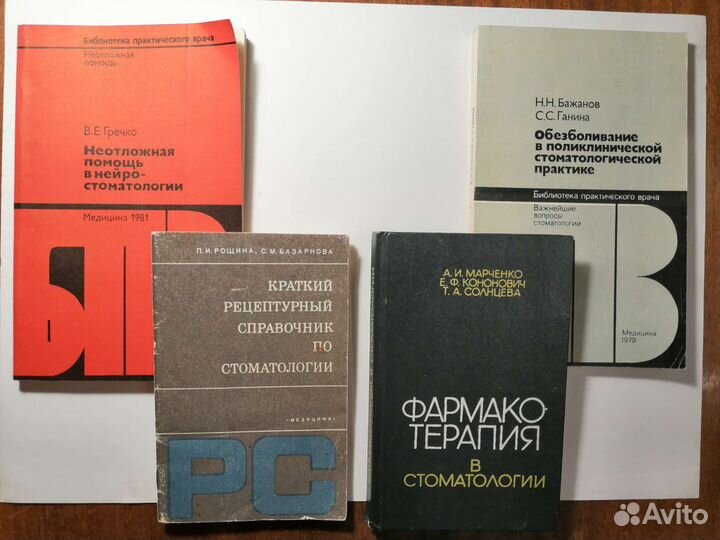 Библиотека практического врача
Неотложная
помощь
В.Е. Гречко
Неотложная
помощь
в нейро-
стоматологии
Медицина 1981
Н.Н. Бажанов
С.С. Ганина
Обезболивание
в поликлинической
стоматологической
практике
Библиотека практического врача
Важнейшие
вопросы
стоматологии
Медицина
1979
П. И. РОЩИНА, С. М. БАЗАРНОВА
КРАТКИЙ
РЕЦЕПТУРНЫЙ
СПРАВОЧНИК
ПО
СТОМАТОЛОГИИ
«МЕДИЦИНА»
РС
А. И. МАРЧЕНКО
Е. Ф. КОНОНОВИЧ
Т. А. СОЛНЦЕВА
ФАРМАКО-
ТЕРАПИЯ
В
СТОМАТОЛОГИИ
Avito